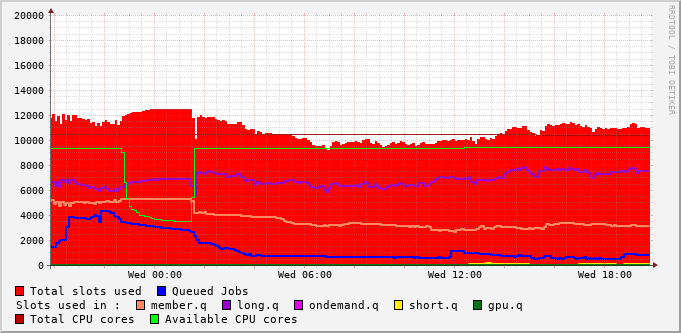 20000
18000
16000
14000
12000
10000
8000
6000
4000
2000
0
Wed 00:00 Wed 06:00 Wed 12:00 Wed 18:00
Total slots used Queued Jobs
Slots used in : member.q long.q ondemand.q short.q gpu.q
Total CPU cores Available CPU cores
RRDTOOL / TOBI OETIKER